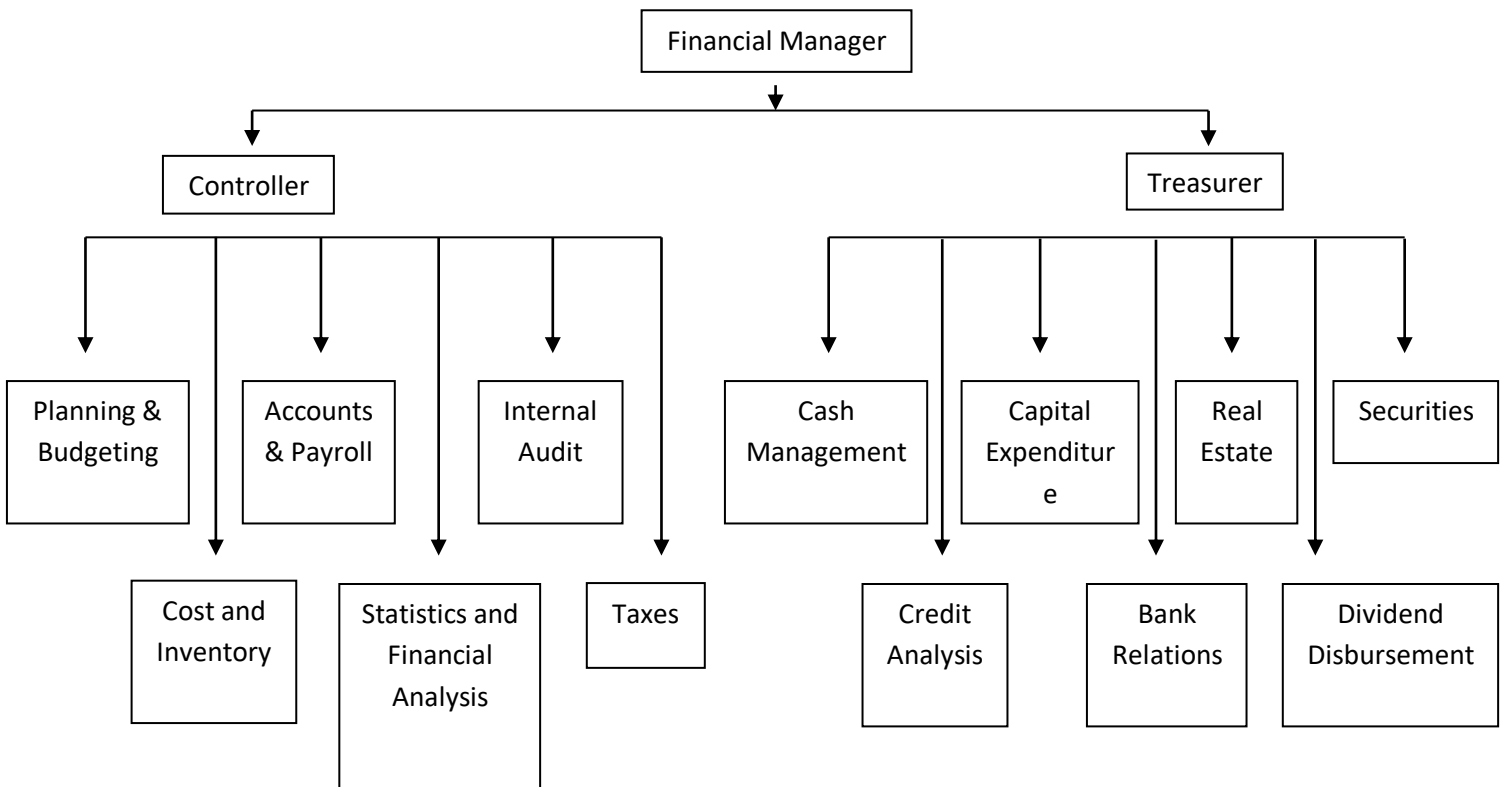 Financial Manager
Controller
Treasurer
Planning &
Budgeting
Accounts
& Payroll
Internal
Audit
Cash
Management
Capital
Expenditur
e
Real
Estate
Securities
Cost and
Inventory
Statistics and
Financial
Analysis
Taxes
Credit
Analysis
Bank
Relations
Dividend
Disbursement